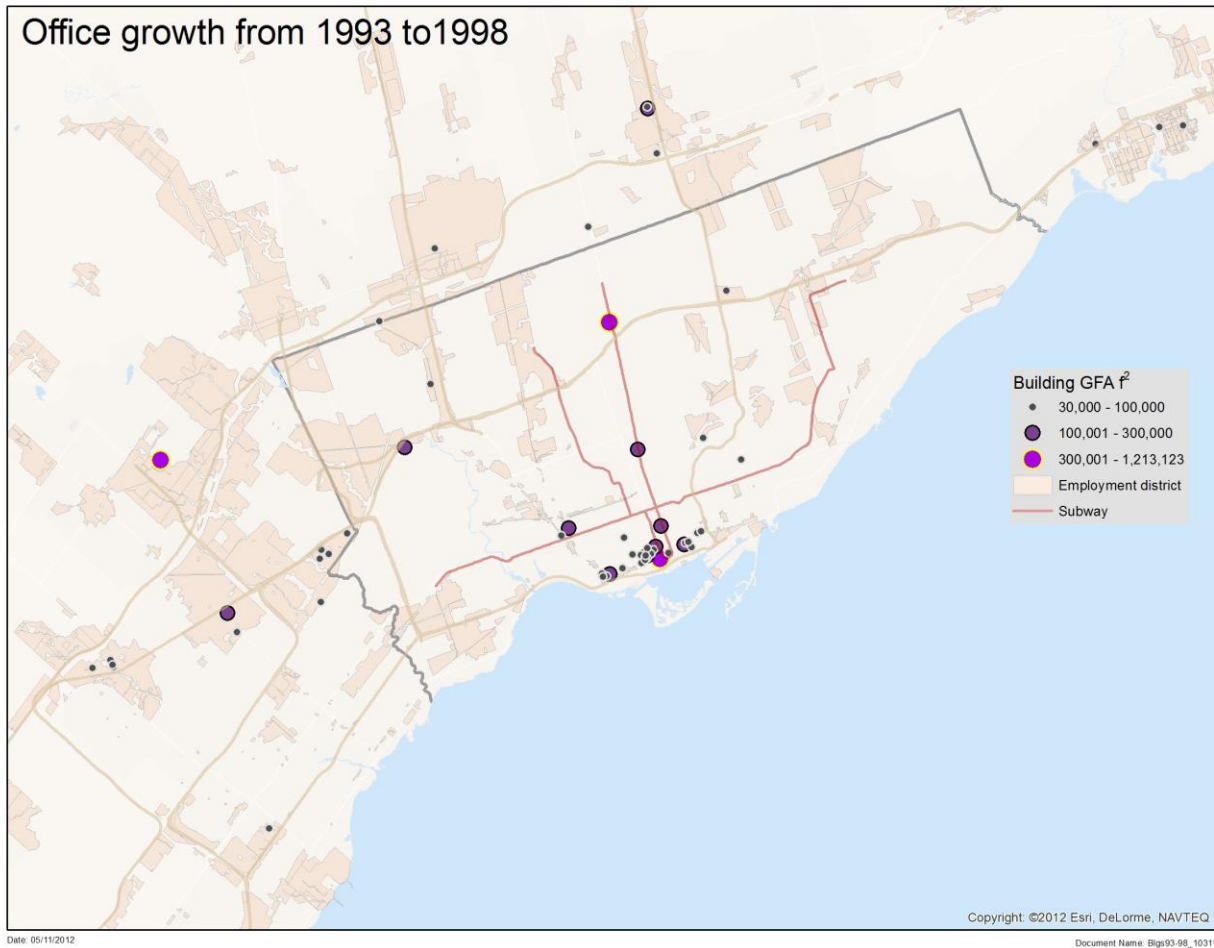 Office growth from 1993 to1998
Building GFA f²
30,000 - 100,000
100,001 - 300,000
300,001 - 1,213,123
Employment district
Subway
Copyright: ©2012 Esri, DeLorme, NAVTEQ
Date: 05/11/2012
Document Name: Blgs93-98_1031